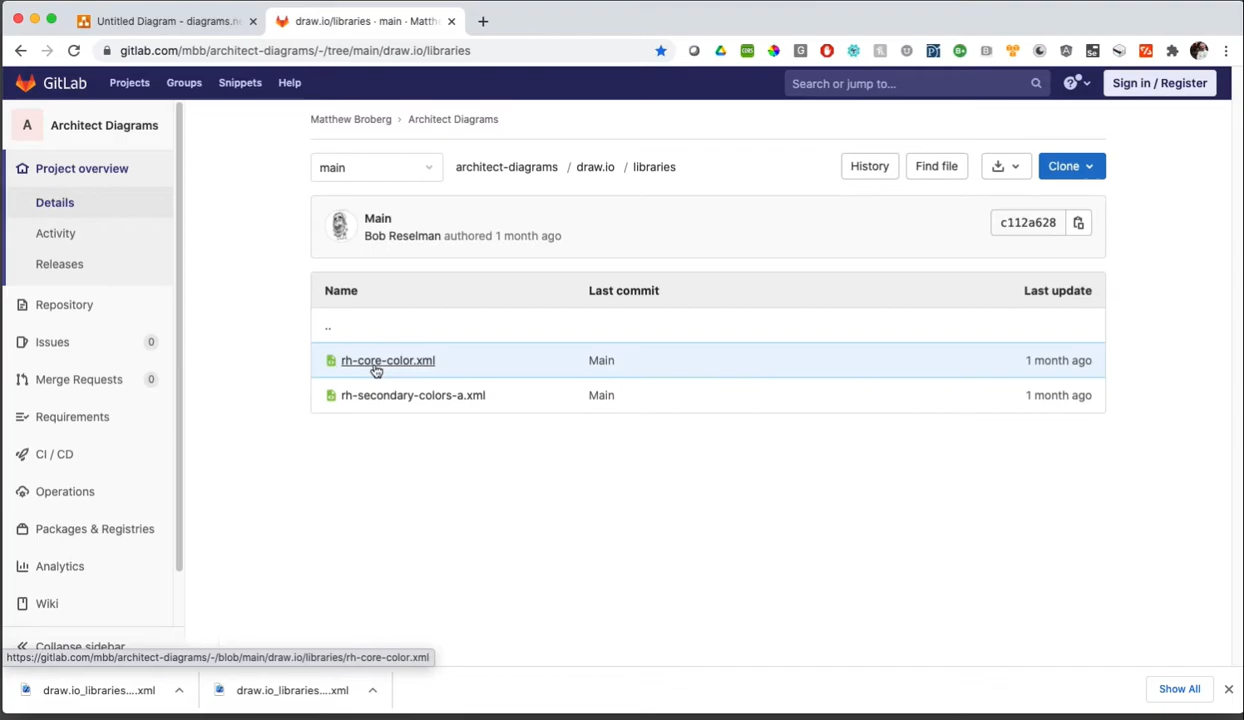 Untitled Diagram - diagrams.ne
draw.io/libraries · main · Matthe
gitlab.com/mbb/architect-diagrams/-/tree/main/draw.io/libraries
GitLab Projects Groups Snippets Help Search or jump to... Sign in / Register
A Architect Diagrams
Project overview
Details
Activity
Releases
Repository
Issues 0
Merge Requests 0
Requirements
CI / CD
Operations
Packages & Registries
Analytics
Wiki
Collapse sidebar
Matthew Broberg › Architect Diagrams
main architect-diagrams / draw.io / libraries History Find file Clone
Main
Bob Reselman authored 1 month ago
c112a628
Name Last commit Last update
..
rh-core-color.xml Main 1 month ago
rh-secondary-colors-a.xml Main 1 month ago
https://gitlab.com/mbb/architect-diagrams/-/blob/main/draw.io/libraries/rh-core-color.xml
draw.io_libraries....xml draw.io_libraries....xml Show All